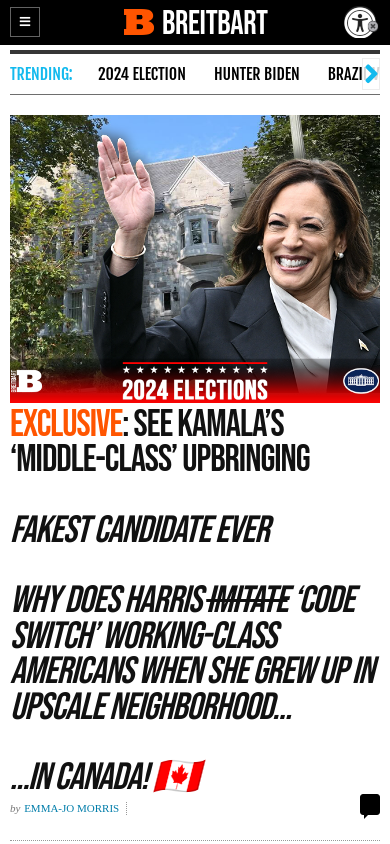 BREITBART
TRENDING: 2024 ELECTION HUNTER BIDEN BRAZI
2024 ELECTIONS
EXCLUSIVE: SEE KAMALA'S
‘MIDDLE-CLASS’ UPBRINGING
FAKEST CANDIDATE EVER
WHY DOES HARRIS IMITATE ‘CODE
SWITCH’ WORKING-CLASS
AMERICANS WHEN SHE GREW UP IN
UPSCALE NEIGHBORHOOD...
...IN CANADA! 🇨🇦
by EMMA-JO MORRIS